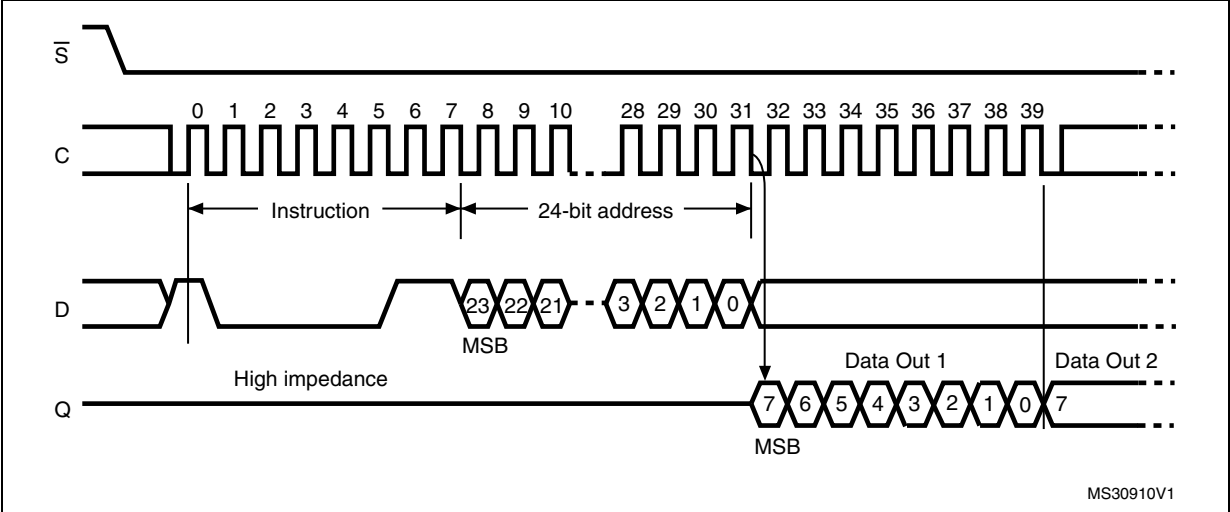 S
0 1 2 3 4 5 6 7 8 9 10 28 29 30 31 32 33 34 35 36 37 38 39
C
Instruction 24-bit address
D 23 22 21 3 2 1 0
MSB
Data Out 1 Data Out 2
High impedance
Q 7 6 5 4 3 2 1 0 7
MSB
MS30910V1